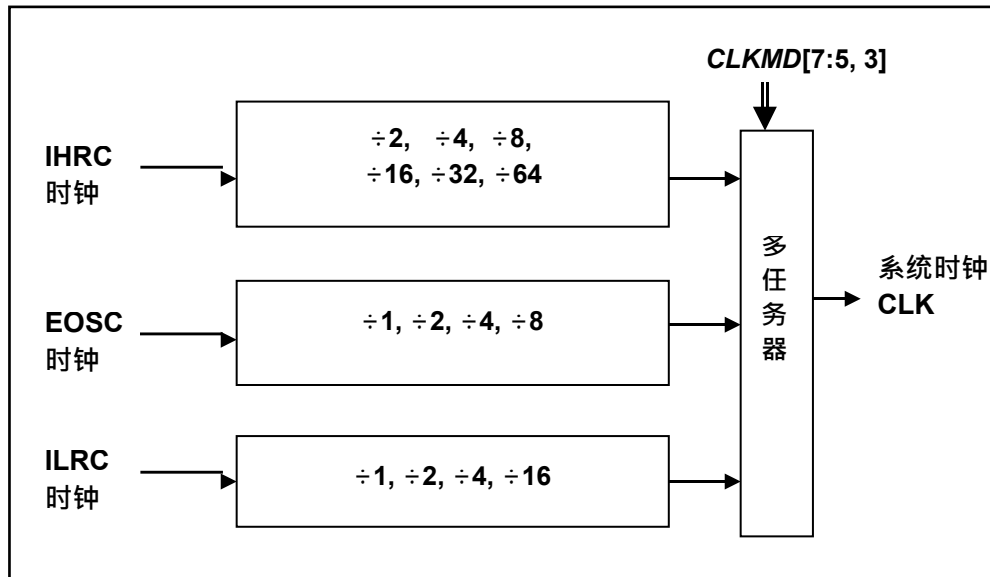 CLKMD[7:5, 3]
IHRC
时钟
÷2, ÷4, ÷8,
÷16, ÷32, ÷64
EOSC
时钟
÷1, ÷2, ÷4, ÷8
ILRC
时钟
÷1, ÷2, ÷4, ÷16
多
任
务
器
系统时钟
CLK